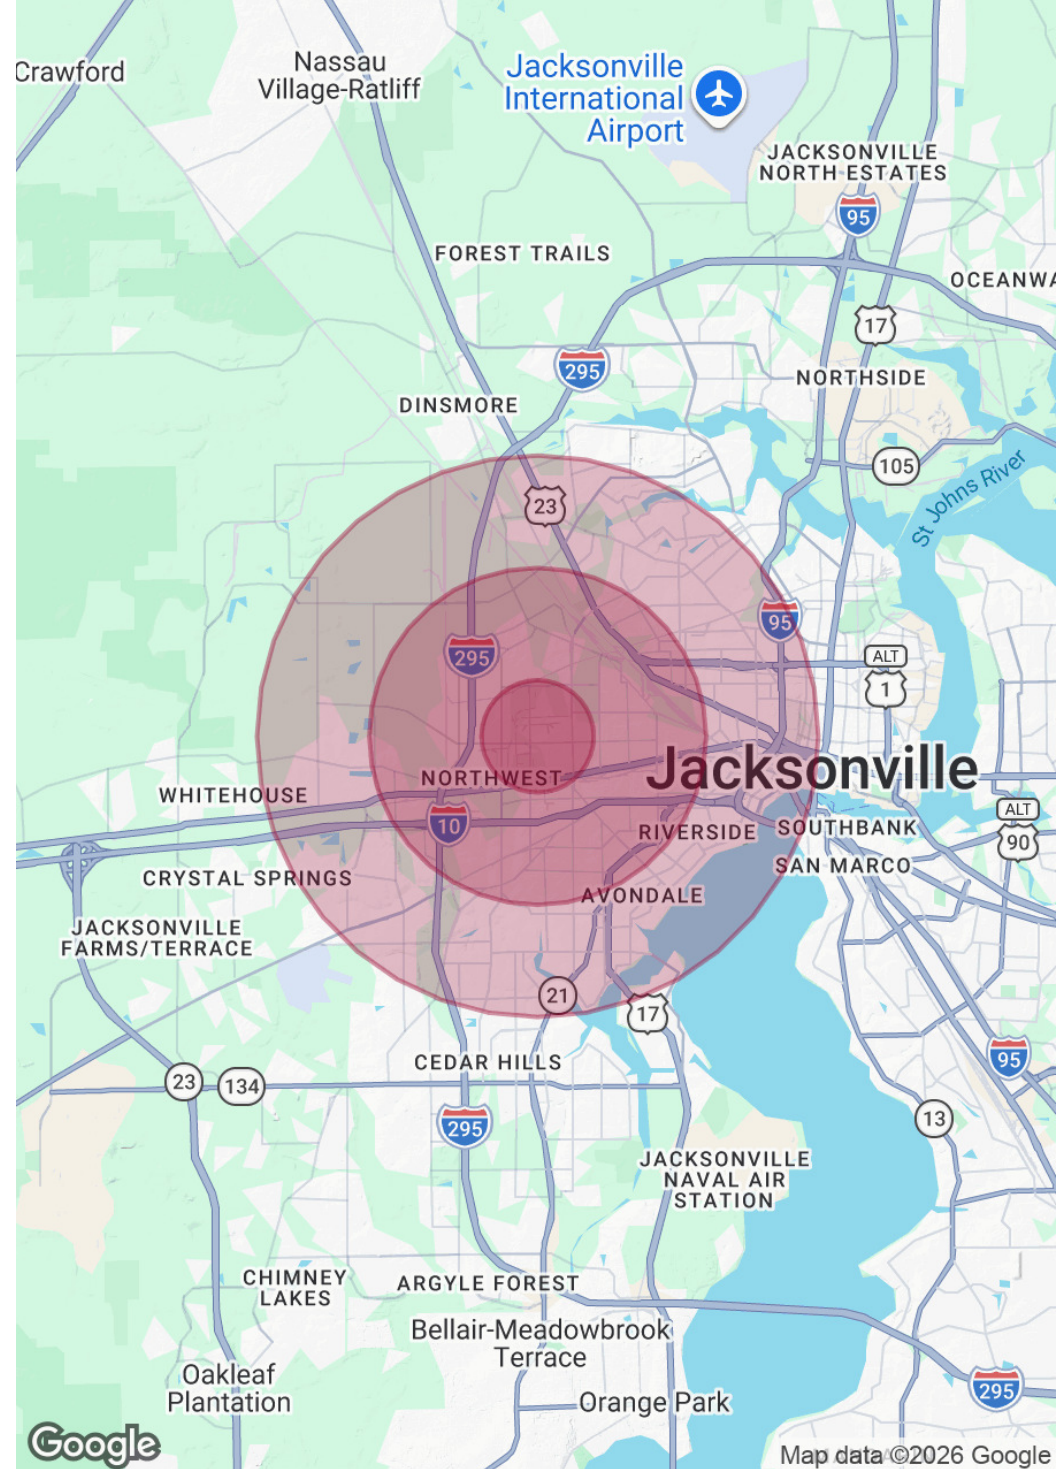 Crawford
Nassau
Village-Ratliff
Jacksonville
International
Airport
JACKSONVILLE
NORTH ESTATES
95
FOREST TRAILS
OCEANWA
17
295
NORTHSIDE
DINSMORE
105
St Johns River
23
95
295
ALT
1
NORTHWEST
Jacksonville
WHITEHOUSE
ALT
90
10
RIVERSIDE
SOUTHBANK
SAN MARCO
CRYSTAL SPRINGS
AVONDALE
JACKSONVILLE
FARMS/TERRACE
21
17
CEDAR HILLS
95
23
134
13
295
JACKSONVILLE
NAVAL AIR
STATION
CHIMNEY
LAKES
ARGYLE FOREST
Bellair-Meadowbrook
Terrace
Oakleaf
Plantation
Orange Park
295
Google
Map data ©2026 Google